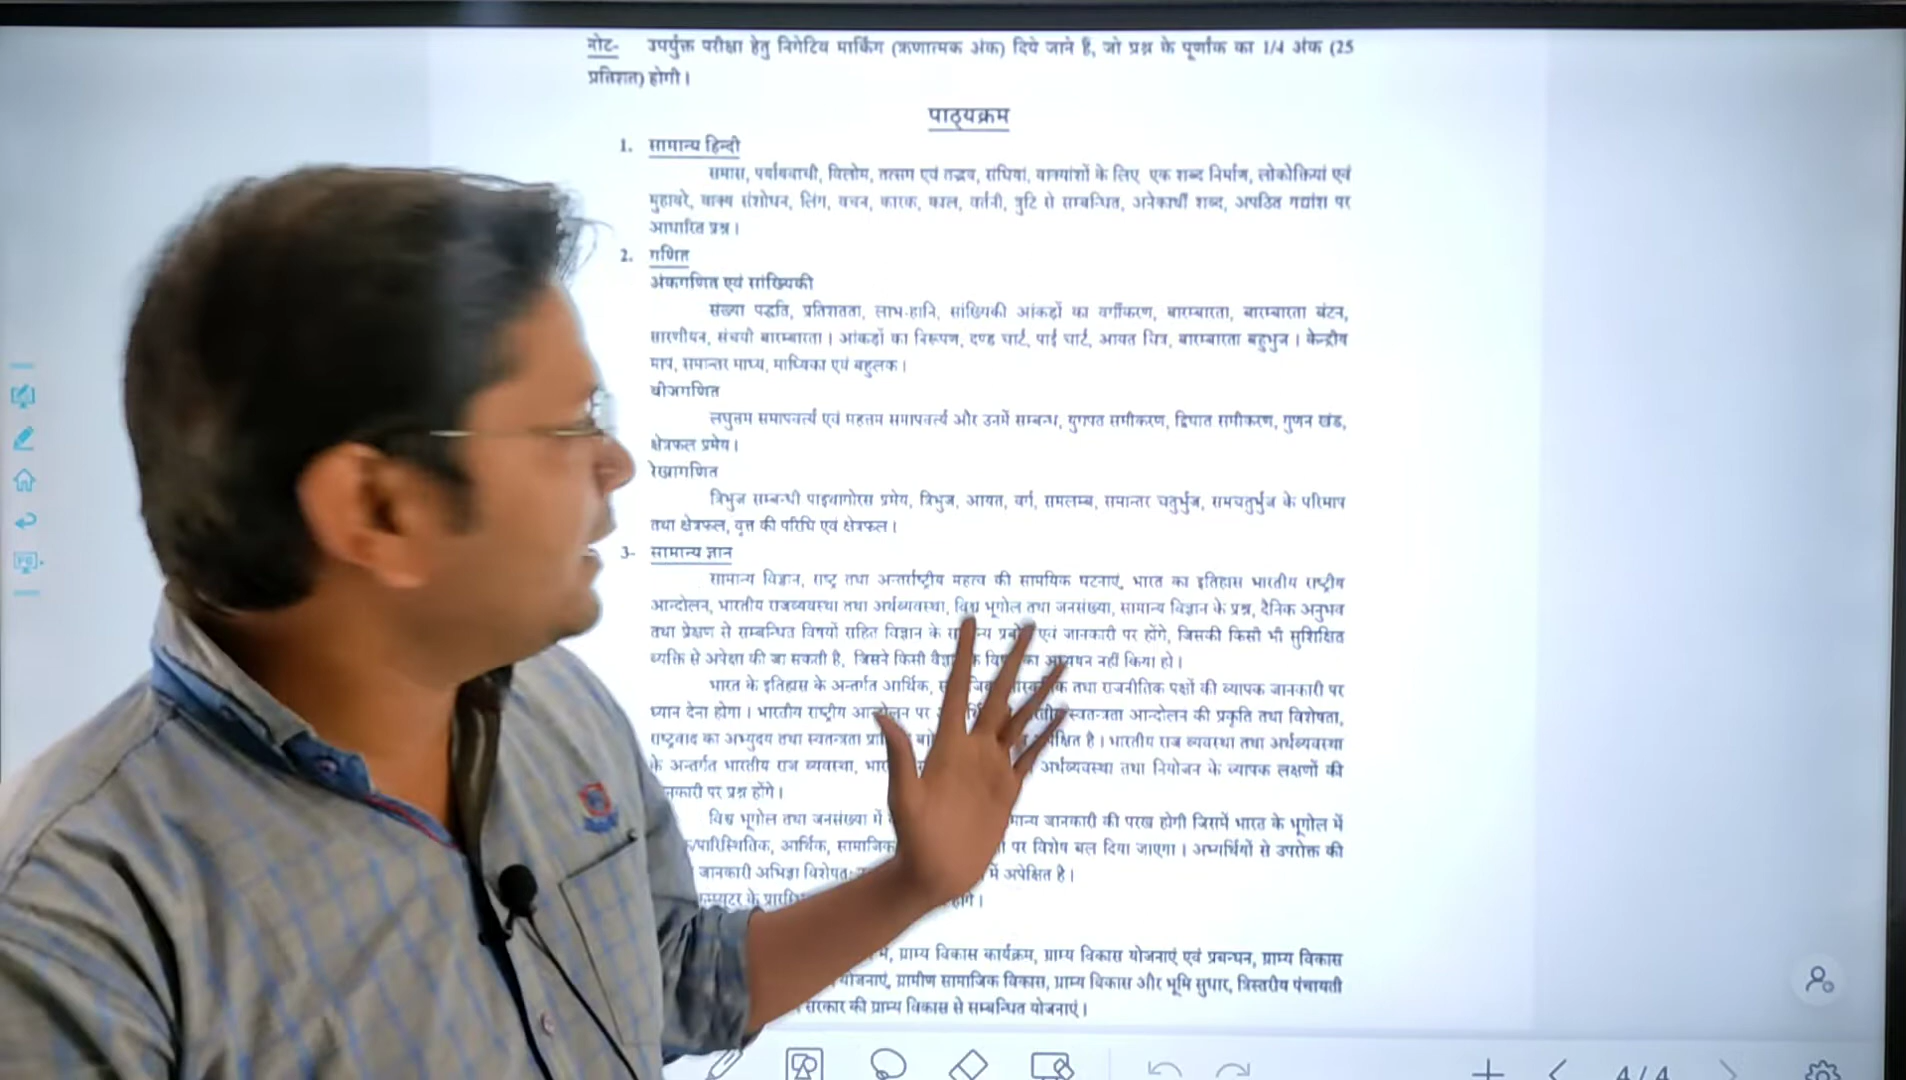 नोट- उपर्युक्त परीक्षा हेतु निगेटिव मार्किंग (ऋणात्मक अंक) दिये जाने है, जो प्रश्न के पूर्णांक का 1/4 अंक (25
प्रतिशत) होगी।
पाठ्यक्रम
1. सामान्य हिन्दी
समास, पर्यायवाची, विलोम, तत्सम एवं तद्भव, संधियां, वाक्यांशों के लिए एक शब्द निर्माण, लोकोक्तियां एवं
मुहावरे, वाक्य संशोधन, लिंग, वचन, कारक, काल, वर्तनी, त्रुटि से सम्बन्धित, अनेकार्थी शब्द, अपठित गद्यांश पर
आधारित प्रश्न।
2. गणित
अंकगणित एवं सांख्यिकी
संख्या पद्धति, प्रतिशतता, लाभ-हानि, सांख्यिकी आंकड़ों का वर्गीकरण, बारम्बारता, बारम्बारता बंटन,
सारणीयन, संचयी बारम्बारता। आंकड़ों का निरूपण, दण्ड चार्ट, पाई चार्ट, आयत चित्र, बारम्बारता बहुभुज। केन्द्रीय
माप, समान्तर माध्य, माध्यिका एवं बहुलक।
बीजगणित
लघुत्तम समापवर्त्य एवं महत्तम समापवर्त्य और उनमें सम्बन्ध, युगपत समीकरण, द्विघात समीकरण, गुणन खंड,
क्षेत्रफल प्रमेय।
रेखागणित
त्रिभुज सम्बन्धी पाइथागोरस प्रमेय, त्रिभुज, आयत, वर्ग, समलम्ब, समान्तर चतुर्भुज, समचतुर्भुज के परिमाप
तथा क्षेत्रफल, वृत्त की परिधि एवं क्षेत्रफल।
3- सामान्य ज्ञान
सामान्य विज्ञान, राष्ट्र तथा अन्तर्राष्ट्रीय महत्व की सामयिक घटनाएं, भारत का इतिहास भारतीय राष्ट्रीय
आन्दोलन, भारतीय राजव्यवस्था तथा अर्थव्यवस्था, विश्व भूगोल तथा जनसंख्या, सामान्य विज्ञान के प्रश्न, दैनिक अनुभव
तथा प्रेक्षण से सम्बन्धित विषयों सहित विज्ञान के एवं जानकारी पर होंगे, जिसकी किसी भी सुशिक्षित
व्यक्ति से अपेक्षा की जा सकती है, जिसने किसी का अध्ययन नहीं किया हो।
भारत के इतिहास के अन्तर्गत आर्थिक, तथा राजनीतिक पक्षों की व्यापक जानकारी पर
ध्यान देना होगा। भारतीय राष्ट्रीय आन्दोलन पर स्वतन्त्रता आन्दोलन की प्रकृति तथा विशेषता,
राष्ट्रवाद का अभ्युदय तथा स्वतन्त्रता है। भारतीय राज व्यवस्था तथा अर्थव्यवस्था
के अन्तर्गत भारतीय राज व्यवस्था, अर्थव्यवस्था तथा नियोजन के व्यापक लक्षणों की
पर प्रश्न होंगे।
विश्व भूगोल तथा जनसंख्या में जानकारी की परख होगी जिसमें भारत के भूगोल में
आर्थिक, सामाजिक पर विशेष बल दिया जाएगा। अभ्यर्थियों से उपरोक्त की
जानकारी में अपेक्षित है।
के
ग्राम्य विकास कार्यक्रम, ग्राम्य विकास योजनाएं एवं प्रबन्धन, ग्राम्य विकास
योजनाएं, ग्रामीण सामाजिक विकास, ग्राम्य विकास और भूमि सुधार, त्रिस्तरीय पंचायती
सरकार की ग्राम्य विकास से सम्बन्धित योजनाएं।
4/4